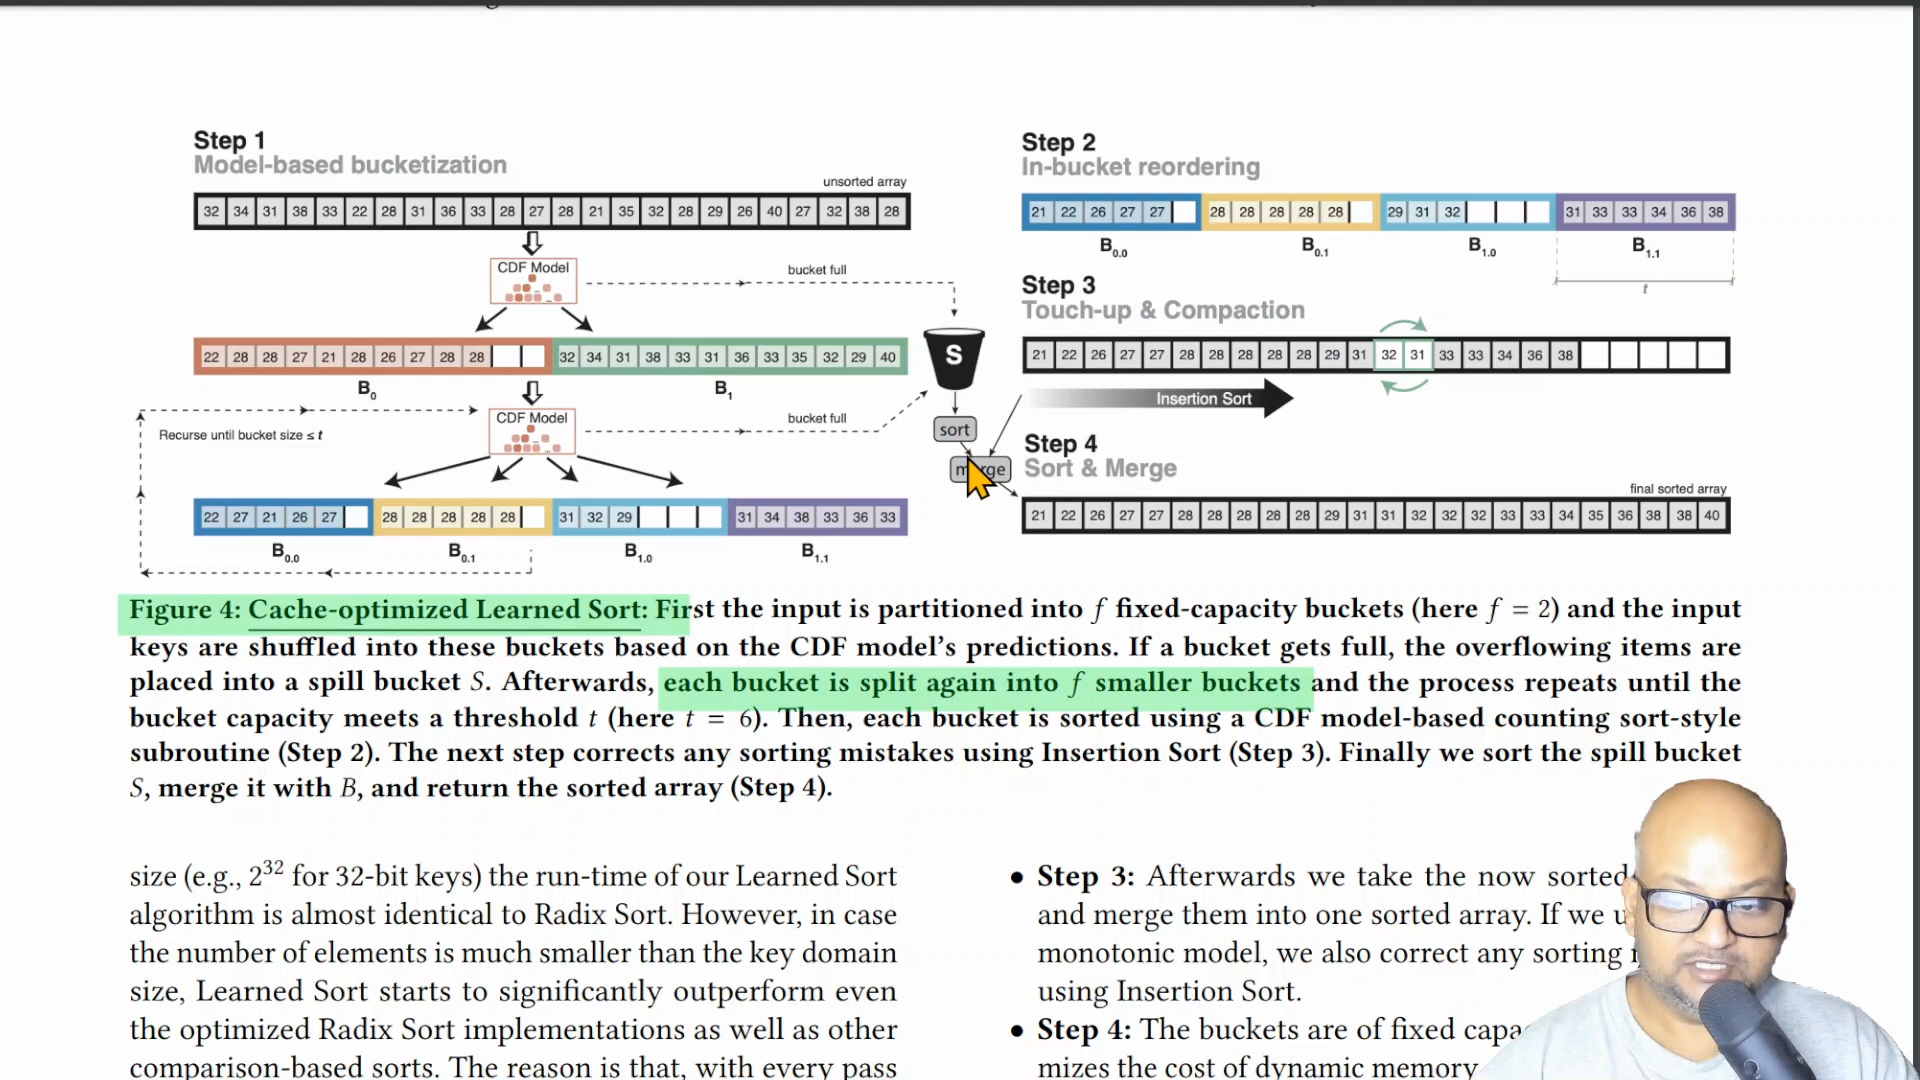 Step 1
Model-based bucketization
unsorted array
32 34 31 38 33 22 28 31 36 33 28 27 28 21 35 32 28 29 26 40 27 32 38 28
CDF Model
bucket full
22 28 28 27 21 28 26 27 28 28
32 34 31 38 33 31 36 33 35 32 29 40
S
B0
B1
CDF Model
bucket full
Recurse until bucket size ≤ t
sort
merge
22 27 21 26 27
28 28 28 28 28
31 32 29
31 34 38 33 36 33
B0.0
B0.1
B1.0
B1.1
Step 2
In-bucket reordering
21 22 26 27 27
28 28 28 28 28
29 31 32
31 33 33 34 36 38
B0.0
B0.1
B1.0
B1.1
t
Step 3
Touch-up & Compaction
21 22 26 27 27 28 28 28 28 28 29 31 32 31 33 33 34 36 38
Insertion Sort
Step 4
Sort & Merge
final sorted array
21 22 26 27 27 28 28 28 28 28 29 31 31 32 32 32 33 33 34 35 36 38 38 40
Figure 4: Cache-optimized Learned Sort: First the input is partitioned into f fixed-capacity buckets (here f = 2) and the input
keys are shuffled into these buckets based on the CDF model's predictions. If a bucket gets full, the overflowing items are
placed into a spill bucket S. Afterwards, each bucket is split again into f smaller buckets and the process repeats until the
bucket capacity meets a threshold t (here t = 6). Then, each bucket is sorted using a CDF model-based counting sort-style
subroutine (Step 2). The next step corrects any sorting mistakes using Insertion Sort (Step 3). Finally we sort the spill bucket
S, merge it with B, and return the sorted array (Step 4).
size (e.g., 2^32 for 32-bit keys) the run-time of our Learned Sort
algorithm is almost identical to Radix Sort. However, in case
the number of elements is much smaller than the key domain
size, Learned Sort starts to significantly outperform even
the optimized Radix Sort implementations as well as other
comparison-based sorts. The reason is that, with every pass
• Step 3: Afterwards we take the now sorted
and merge them into one sorted array. If we
monotonic model, we also correct any sorting
using Insertion Sort.
• Step 4: The buckets are of fixed
mizes the cost of dynamic memory